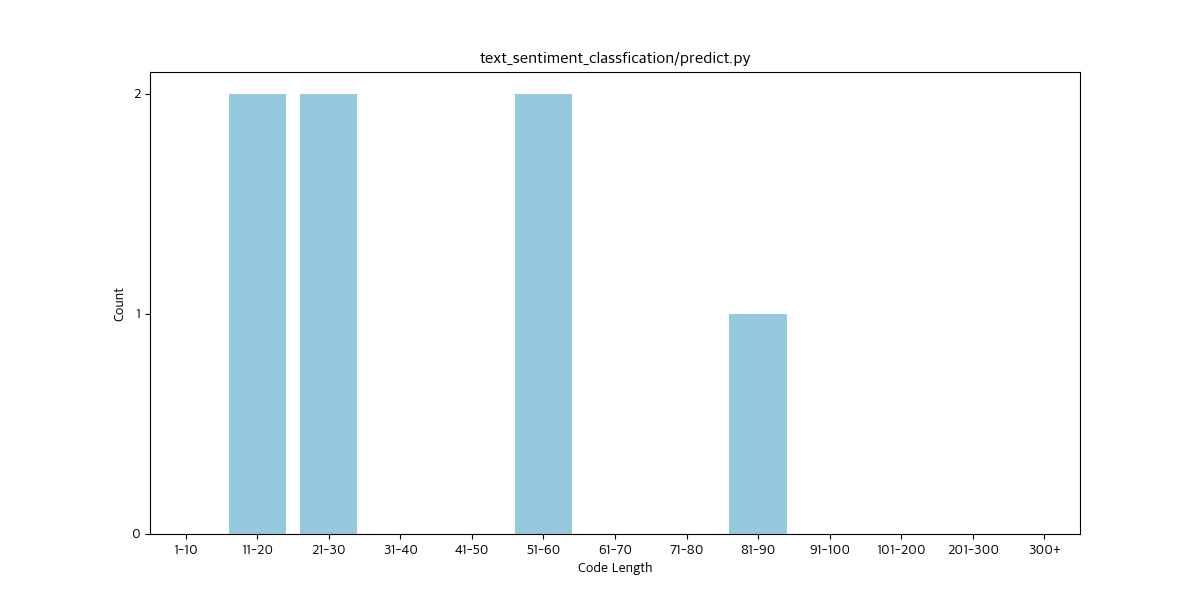 text_sentiment_classfication/predict.py
2
1
0
Count
1-10 11-20 21-30 31-40 41-50 51-60 61-70 71-80 81-90 91-100 101-200 201-300 300+
Code Length